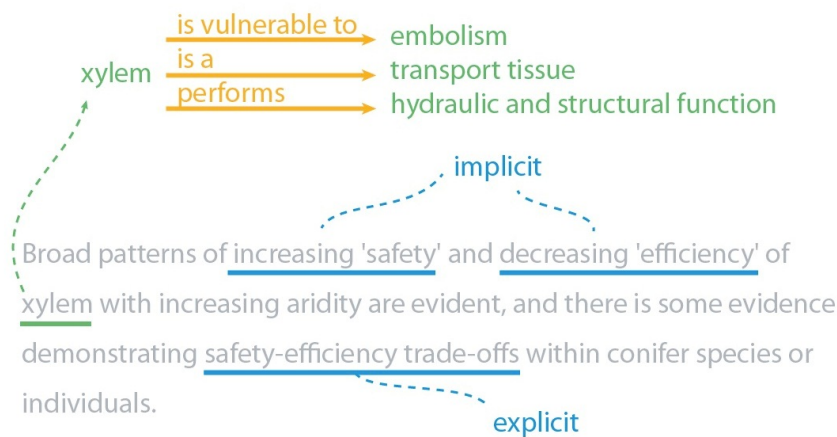 is vulnerable to
embolism
is a
xylem
transport tissue
performs
hydraulic and structural function
implicit
Broad patterns of increasing 'safety' and decreasing 'efficiency' of
xylem with increasing aridity are evident, and there is some evidence
demonstrating safety-efficiency trade-offs within conifer species or
individuals.
explicit